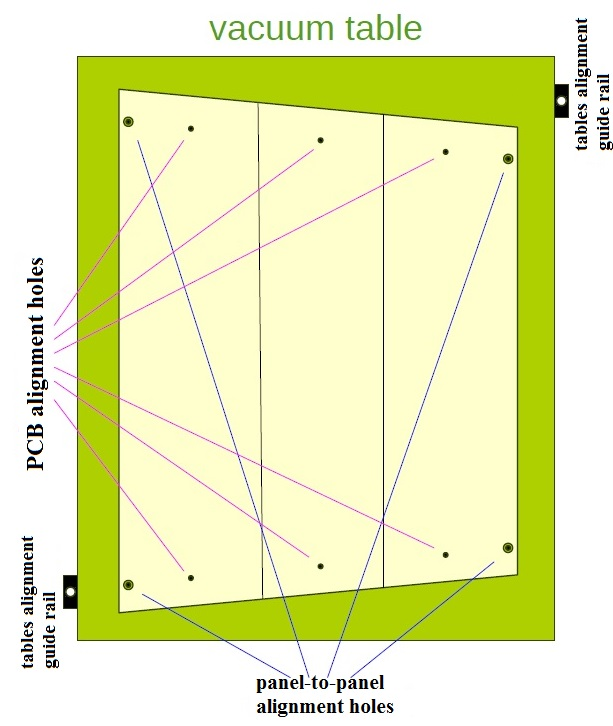 vacuum table
tables alignment
guide rail
PCB alignment holes
tables alignment
guide rail
panel-to-panel
alignment holes